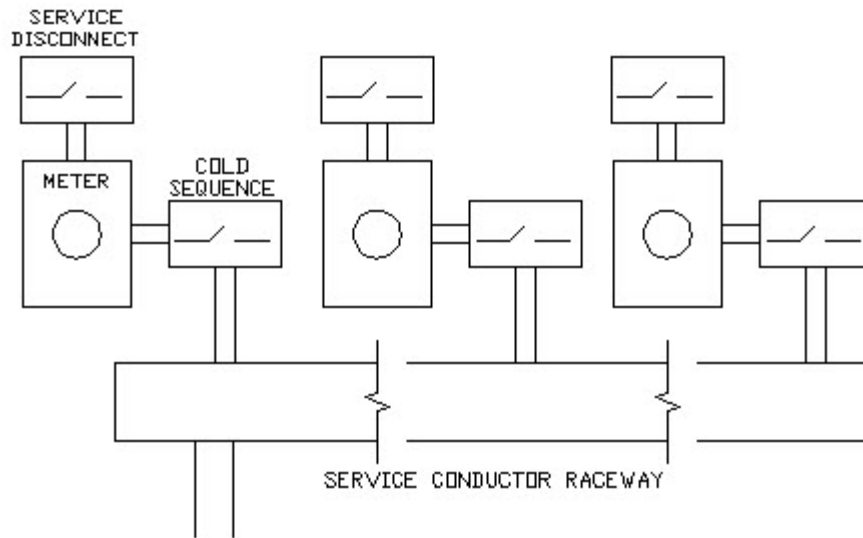 SERVICE
DISCONNECT
METER
COLD
SEQUENCE
SERVICE CONDUCTOR RACEWAY